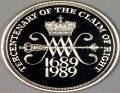 TERCENTENARY OF THE CLAIM OF RIGHT
1689
1989